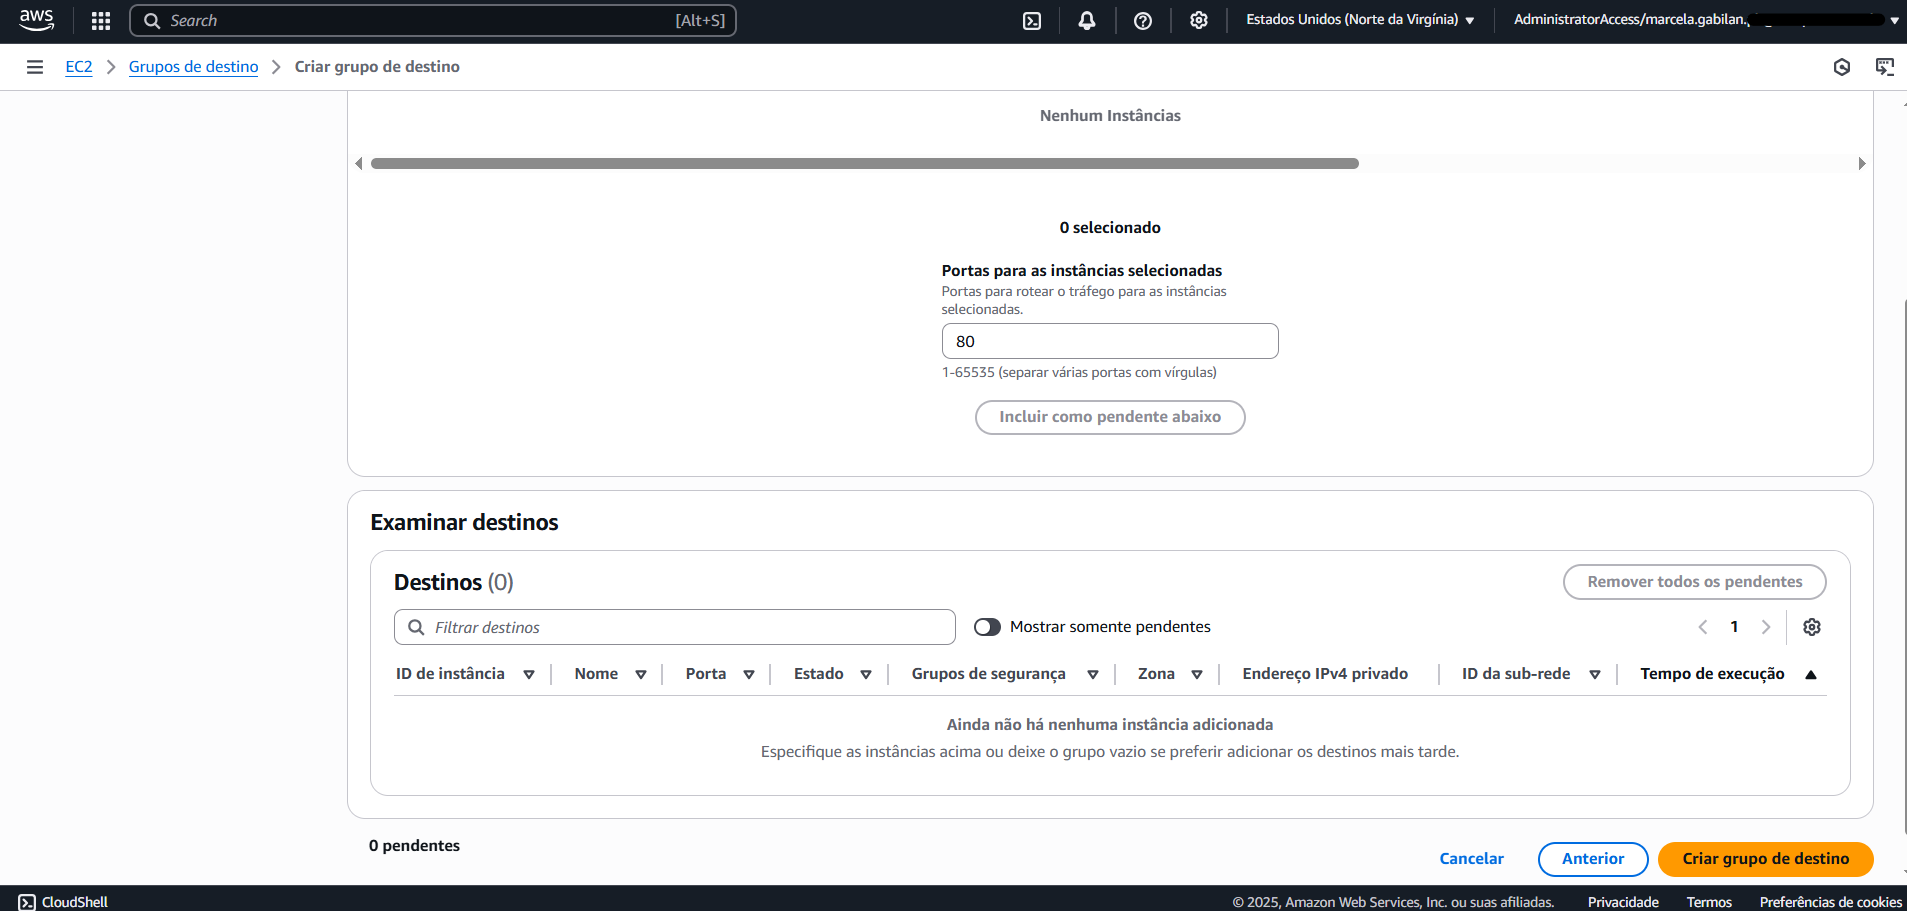 aws
Search [Alt+S]
Estados Unidos (Norte da Virgínia)
AdministratorAccess/marcela.gabilan.
EC2
Grupos de destino
Criar grupo de destino
Nenhum Instâncias
0 selecionado
Portas para as instâncias selecionadas
Portas para rotear o tráfego para as instâncias
selecionadas.
80
1-65535 (separar várias portas com vírgulas)
Incluir como pendente abaixo
Examinar destinos
Destinos (0)
Remover todos os pendentes
Filtrar destinos
Mostrar somente pendentes
1
ID de instância
Nome
Porta
Estado
Grupos de segurança
Zona
Endereço IPv4 privado
ID da sub-rede
Tempo de execução
Ainda não há nenhuma instância adicionada
Especifique as instâncias acima ou deixe o grupo vazio se preferir adicionar os destinos mais tarde.
0 pendentes
Cancelar
Anterior
Criar grupo de destino
CloudShell
© 2025, Amazon Web Services, Inc. ou suas afiliadas.
Privacidade
Termos
Preferências de cookies